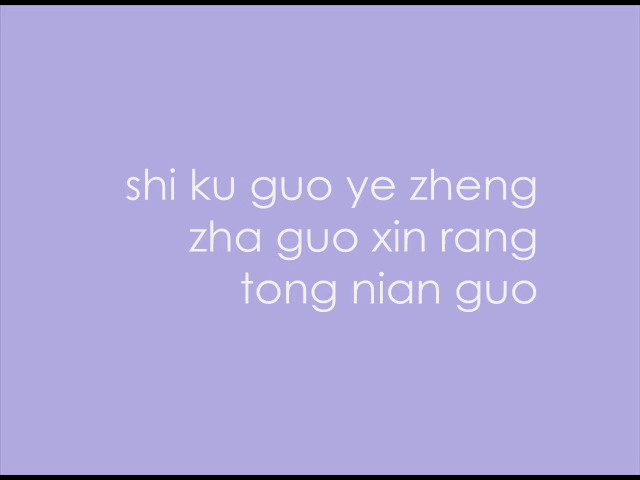 shi ku guo ye zheng
zha guo xin rang
tong nian guo